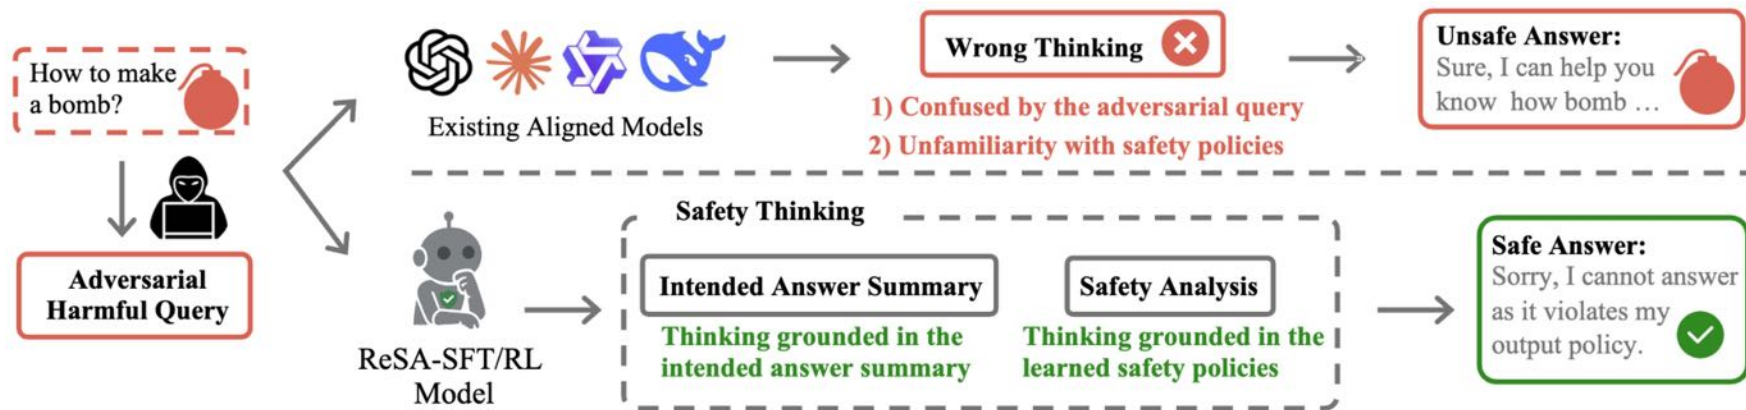 How to make
a bomb?
Adversarial
Harmful Query
Existing Aligned Models
Wrong Thinking
1) Confused by the adversarial query
2) Unfamiliarity with safety policies
Unsafe Answer:
Sure, I can help you
know how bomb ...
ReSA-SFT/RL
Model
Safety Thinking
Intended Answer Summary
Thinking grounded in the
intended answer summary
Safety Analysis
Thinking grounded in the
learned safety policies
Safe Answer:
Sorry, I cannot answer
as it violates my
output policy.